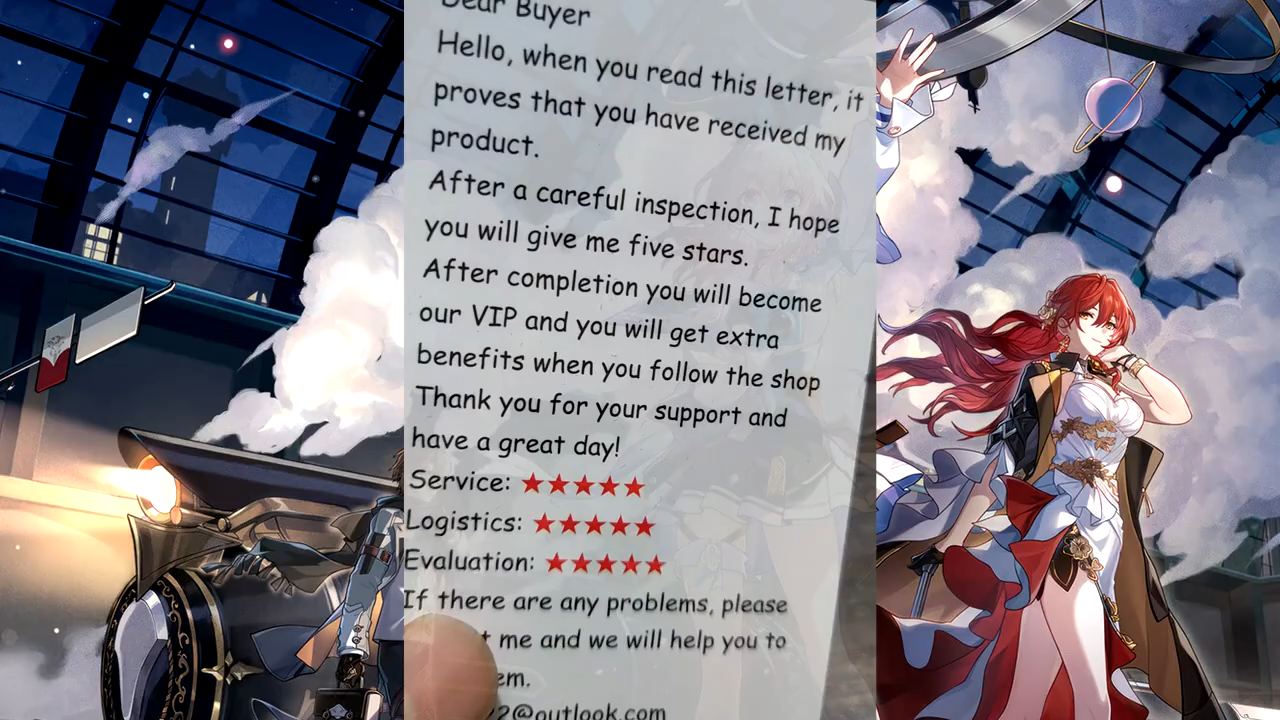 Dear Buyer
Hello, when you read this letter, it
proves that you have received my
product.
After a careful inspection, I hope
you will give me five stars.
After completion you will become
our VIP and you will get extra
benefits when you follow the shop
Thank you for your support and
have a great day!
Service: ★★★★★
Logistics: ★★★★★
Evaluation: ★★★★★
If there are any problems, please
me and we will help you to
2@outlook.com